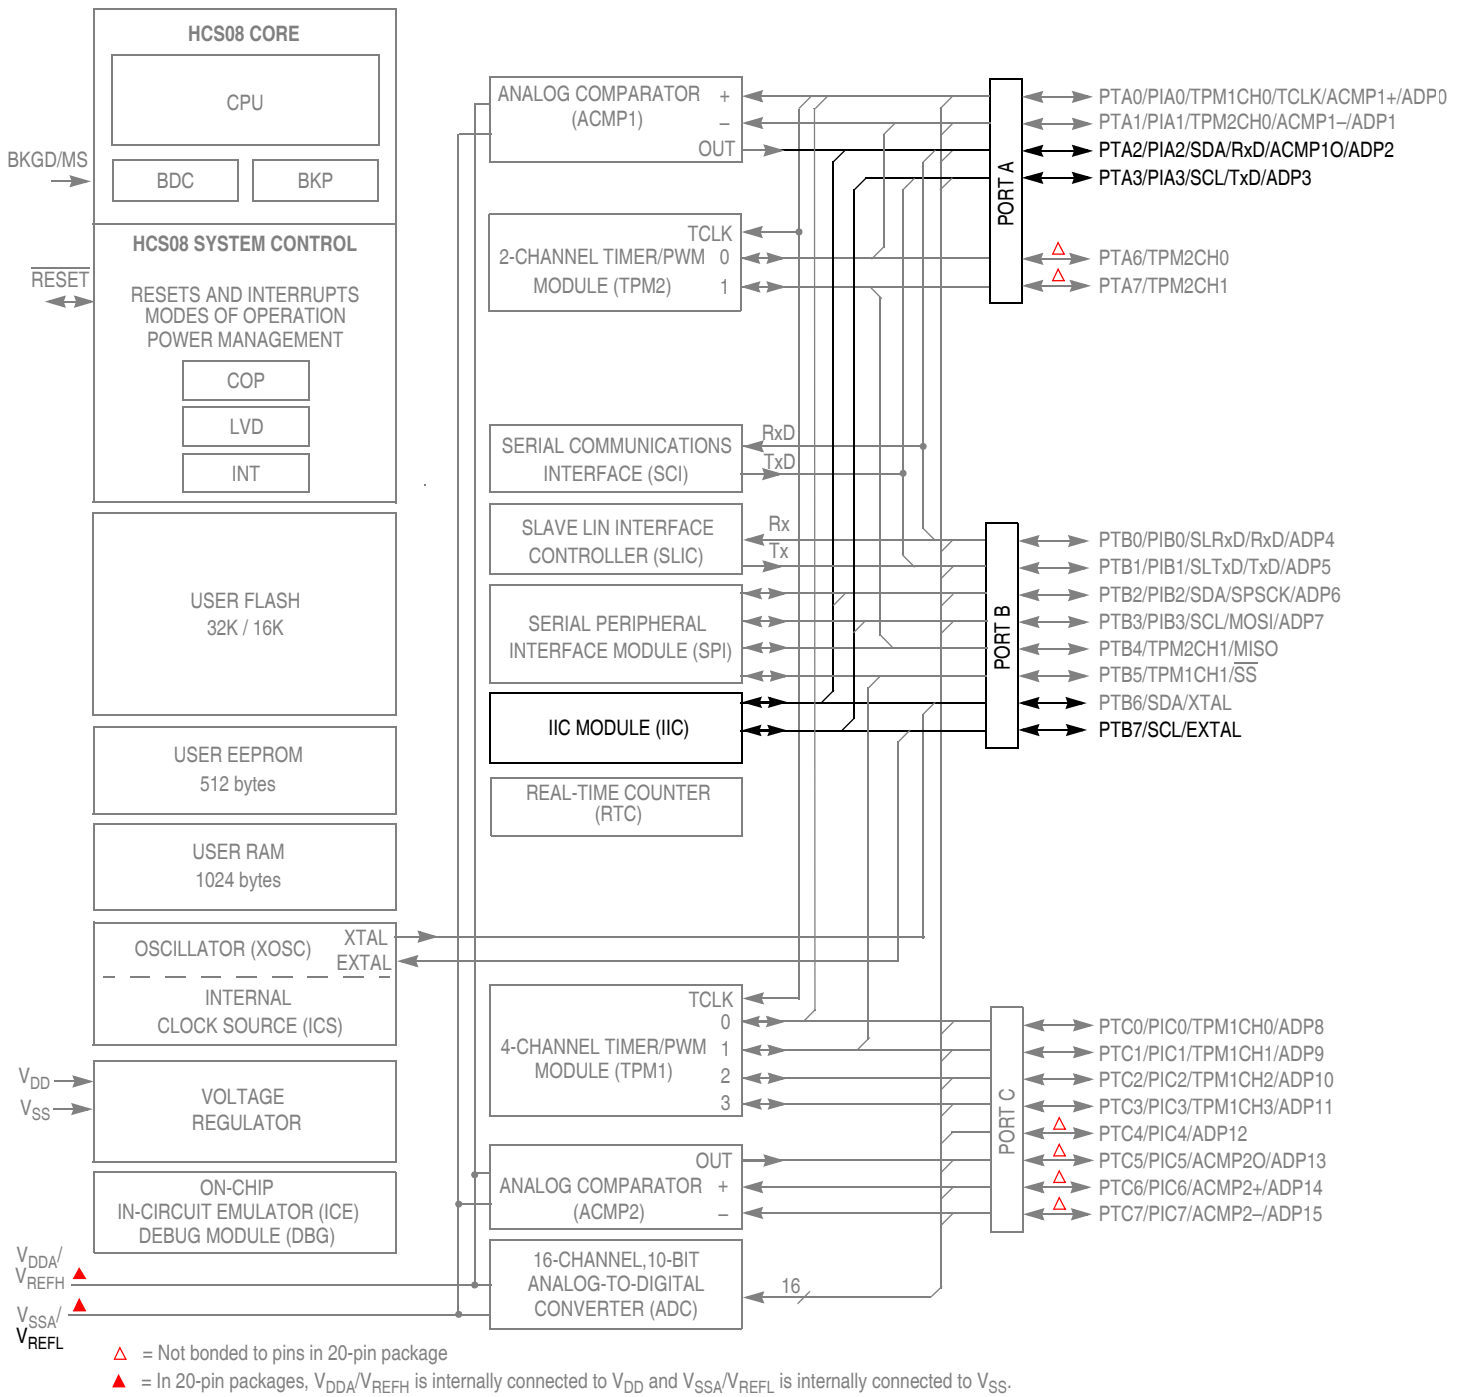 HCS08 CORE
CPU
BKGD/MS
BDC
BKP
HCS08 SYSTEM CONTROL
RESET
RESETS AND INTERRUPTS
MODES OF OPERATION
POWER MANAGEMENT
COP
LVD
INT
USER FLASH
32K / 16K
USER EEPROM
512 bytes
USER RAM
1024 bytes
OSCILLATOR (XOSC)
XTAL
EXTAL
INTERNAL
CLOCK SOURCE (ICS)
VDD
VSS
VOLTAGE
REGULATOR
ON-CHIP
IN-CIRCUIT EMULATOR (ICE)
DEBUG MODULE (DBG)
VDDA/
VREFH
VSSA/
VREFL
ANALOG COMPARATOR
(ACMP1)
+
–
OUT
TCLK
2-CHANNEL TIMER/PWM
MODULE (TPM2)
0
1
SERIAL COMMUNICATIONS
INTERFACE (SCI)
RxD
TxD
SLAVE LIN INTERFACE
CONTROLLER (SLIC)
Rx
Tx
SERIAL PERIPHERAL
INTERFACE MODULE (SPI)
IIC MODULE (IIC)
REAL-TIME COUNTER
(RTC)
TCLK
0
4-CHANNEL TIMER/PWM
MODULE (TPM1)
1
2
3
OUT
ANALOG COMPARATOR
(ACMP2)
+
–
16-CHANNEL,10-BIT
ANALOG-TO-DIGITAL
CONVERTER (ADC)
16
PORT A
PTA0/PIA0/TPM1CH0/TCLK/ACMP1+/ADP0
PTA1/PIA1/TPM2CH0/ACMP1–/ADP1
PTA2/PIA2/SDA/RxD/ACMP1O/ADP2
PTA3/PIA3/SCL/TxD/ADP3
PTA6/TPM2CH0
PTA7/TPM2CH1
PORT B
PTB0/PIB0/SLRxD/RxD/ADP4
PTB1/PIB1/SLTxD/TxD/ADP5
PTB2/PIB2/SDA/SPSCK/ADP6
PTB3/PIB3/SCL/MOSI/ADP7
PTB4/TPM2CH1/MISO
PTB5/TPM1CH1/SS
PTB6/SDA/XTAL
PTB7/SCL/EXTAL
PORT C
PTC0/PIC0/TPM1CH0/ADP8
PTC1/PIC1/TPM1CH1/ADP9
PTC2/PIC2/TPM1CH2/ADP10
PTC3/PIC3/TPM1CH3/ADP11
PTC4/PIC4/ADP12
PTC5/PIC5/ACMP2O/ADP13
PTC6/PIC6/ACMP2+/ADP14
PTC7/PIC7/ACMP2–/ADP15
△ = Not bonded to pins in 20-pin package
▲ = In 20-pin packages, VDDA/VREFH is internally connected to VDD and VSSA/VREFL is internally connected to VSS.